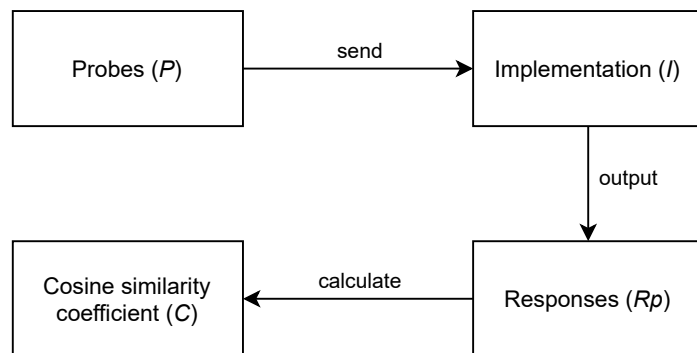 Probes (P)
send
Implementation (I)
output
Responses (Rp)
calculate
Cosine similarity
coefficient (C)